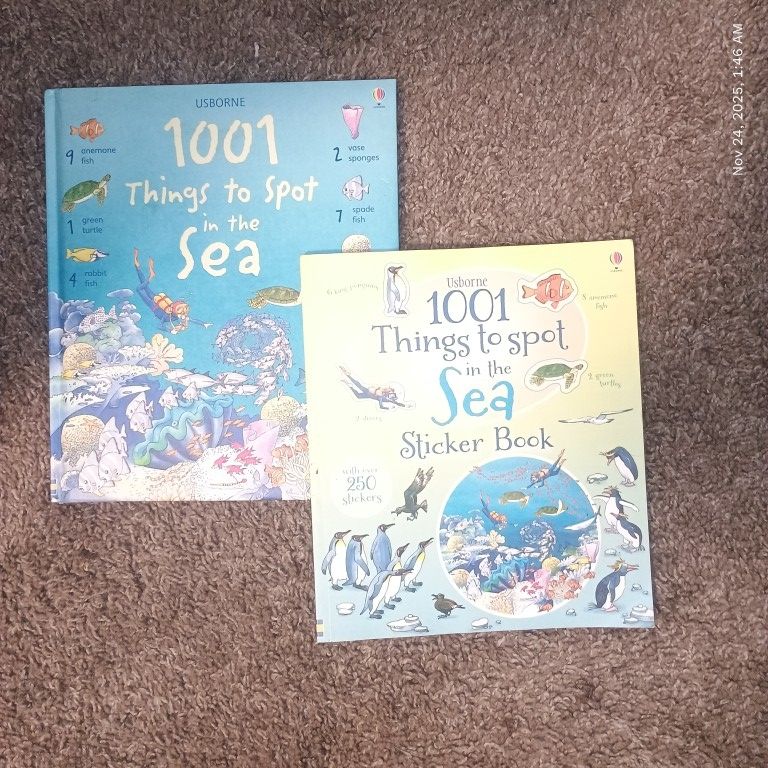 Nov 24, 2025, 1:46 AM
USBORNE
1001
Things to Spot
in the
Sea
9 anemone
fish
1 green
turtle
4 rabbit
fish
2 vase
sponges
7 spade
fish
Usborne
1001
Things to spot
in the
Sea
Sticker Book
8 anemone
fish
2 green
turtles
2 divers
with over
250
stickers